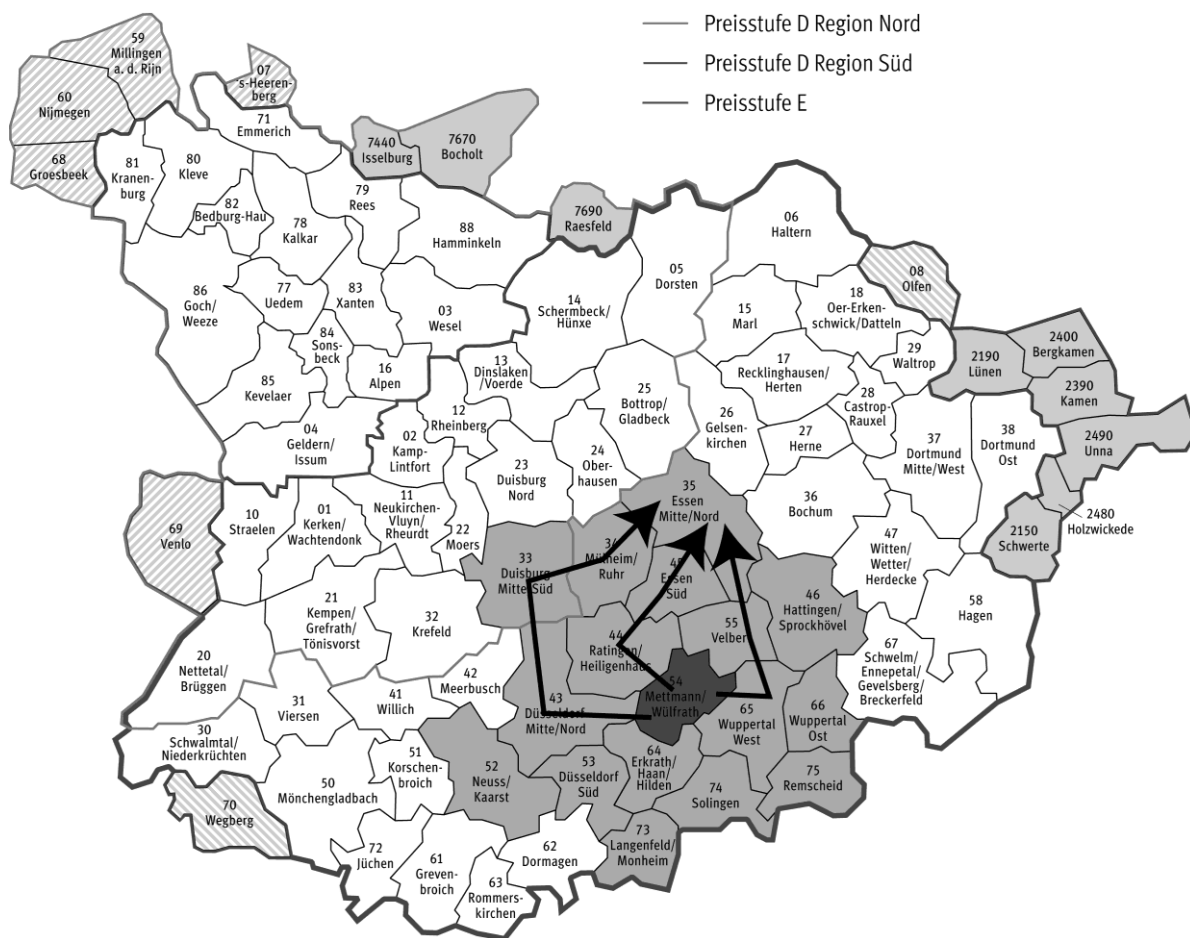 Preisstufe D Region Nord
Preisstufe D Region Süd
Preisstufe E
59
Millingen
a. d. Rijn
07
's-Heeren-
berg
60
Nijmegen
71
Emmerich
7440
Isselburg
7670
Bocholt
68
Groesbeek
81
Kranen-
burg
80
Kleve
82
Bedburg-Hau
79
Rees
78
Kalkar
88
Hamminkeln
7690
Raesfeld
06
Haltern
08
Olfen
05
Dorsten
86
Goch/
Weeze
77
Uedem
83
Xanten
03
Wesel
14
Schermbeck/
Hünxe
15
Marl
18
Oer-Erken-
schwick/Datteln
84
Sons-
beck
16
Alpen
13
Dinslaken
/Voerde
17
Recklinghausen/
Herten
29
Waltrop
2190
Lünen
2400
Bergkamen
2390
Kamen
85
Kevelaer
12
Rheinberg
25
Bottrop/
Gladbeck
26
Gelsen-
kirchen
28
Castrop-
Rauxel
27
Herne
04
Geldern/
Issum
02
Kamp-
Lintfort
24
Ober-
hausen
37
Dortmund
Mitte/West
38
Dortmund
Ost
2490
Unna
23
Duisburg
Nord
35
Essen
Mitte/Nord
36
Bochum
2480
Holzwickede
2150
Schwerte
69
Venlo
10
Straelen
01
Kerken/
Wachtendonk
11
Neukirchen-
Vluyn/
Rheurdt
22
Moers
33
Duisburg
Mitte/Süd
34
Mülheim/
Ruhr
45
Essen
Süd
47
Witten/
Wetter/
Herdecke
21
Kempen/
Grefrath/
Tönisvorst
32
Krefeld
46
Hattingen/
Sprockhövel
58
Hagen
44
Ratingen/
Heiligenhaus
55
Velbert
20
Nettetal/
Brüggen
42
Meerbusch
67
Schwelm/
Ennepetal/
Gevelsberg/
Breckerfeld
31
Viersen
41
Willich
43
Düsseldorf
Mitte/Nord
54
Mettmann/
Wülfrath
65
Wuppertal
West
66
Wuppertal
Ost
30
Schwalmtal/
Niederkrüchten
51
Korschen-
broich
52
Neuss/
Kaarst
53
Düsseldorf
Süd
64
Erkrath/
Haan/
Hilden
74
Solingen
75
Remscheid
50
Mönchengladbach
70
Wegberg
72
Jüchen
61
Greven-
broich
62
Dormagen
73
Langenfeld/
Monheim
63
Rommers-
kirchen